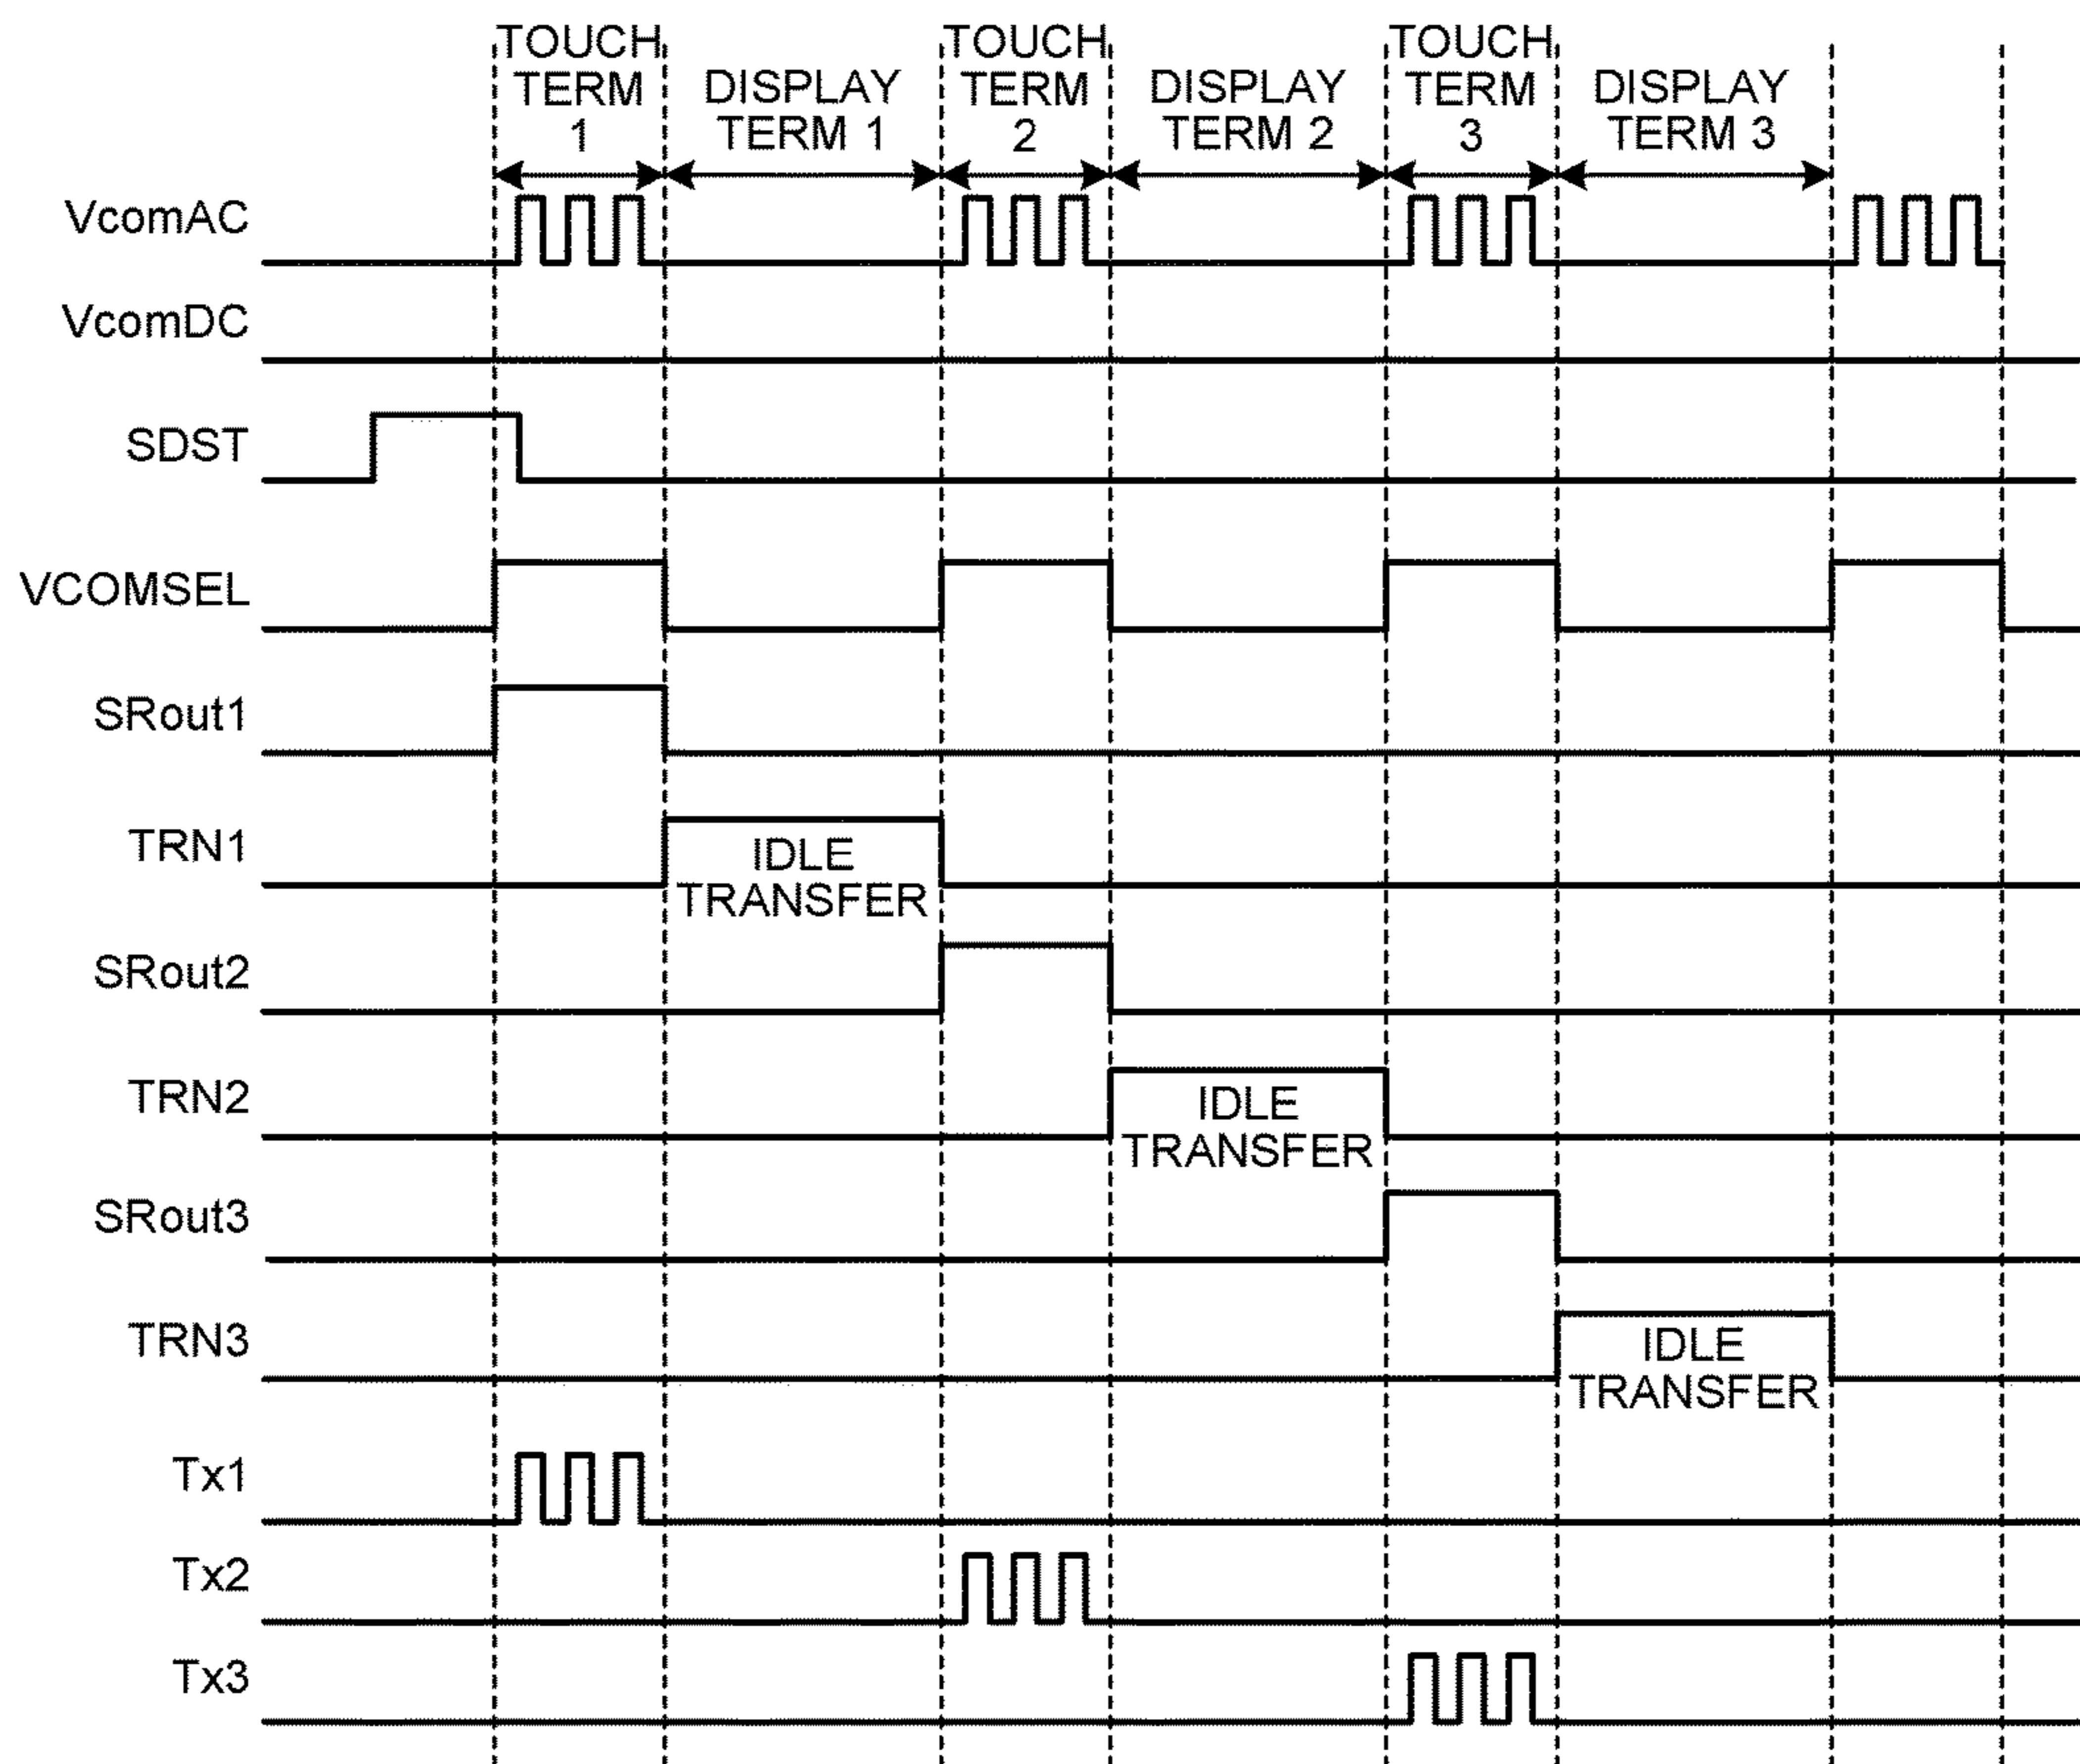 TOUCH TERM 1
DISPLAY TERM 1
TOUCH TERM 2
DISPLAY TERM 2
TOUCH TERM 3
DISPLAY TERM 3
VcomAC
VcomDC
SDST
VCOMSEL
SRout1
TRN1
IDLE
TRANSFER
SRout2
TRN2
IDLE
TRANSFER
SRout3
TRN3
IDLE
TRANSFER
Tx1
Tx2
Tx3